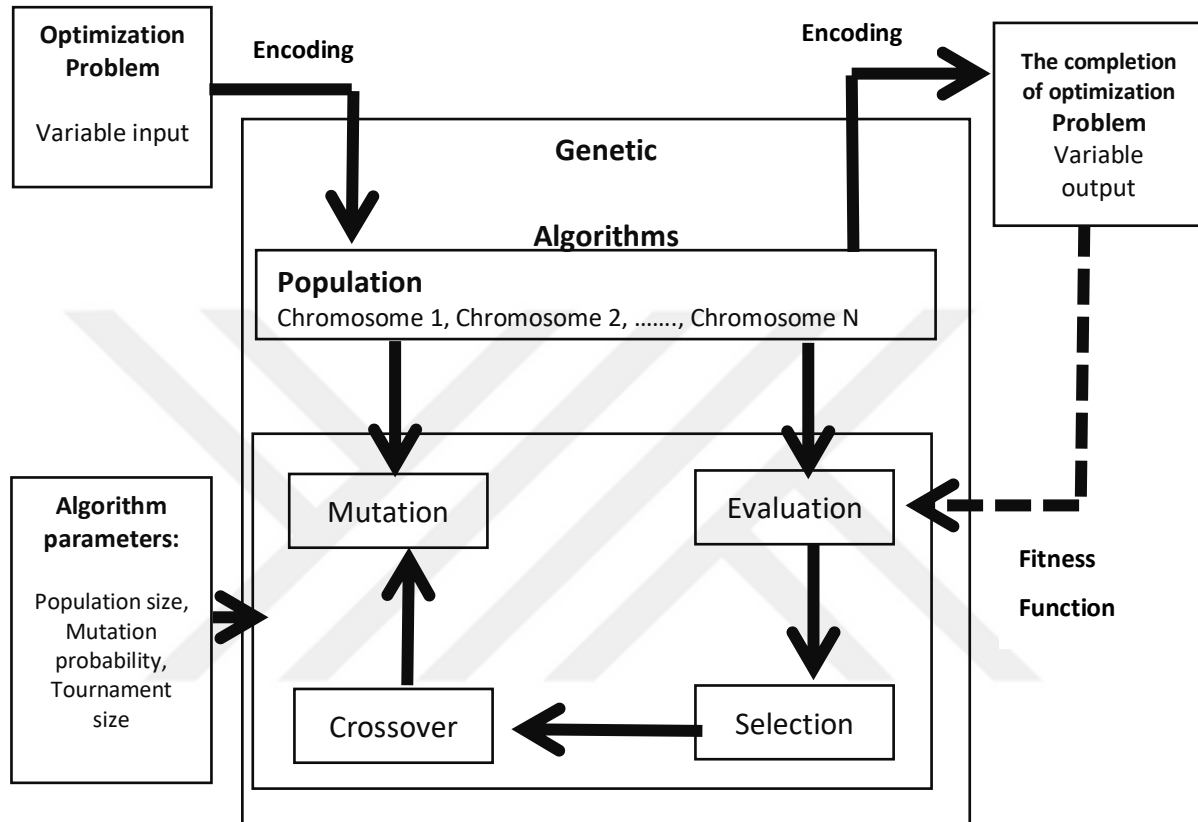 Optimization
Problem
Variable input
Encoding
Encoding
The completion
of optimization
Problem
Variable
output
Genetic
Algorithms
Population
Chromosome 1, Chromosome 2, ……., Chromosome N
Algorithm
parameters:
Population size,
Mutation
probability,
Tournament
size
Mutation
Evaluation
Fitness
Function
Crossover
Selection